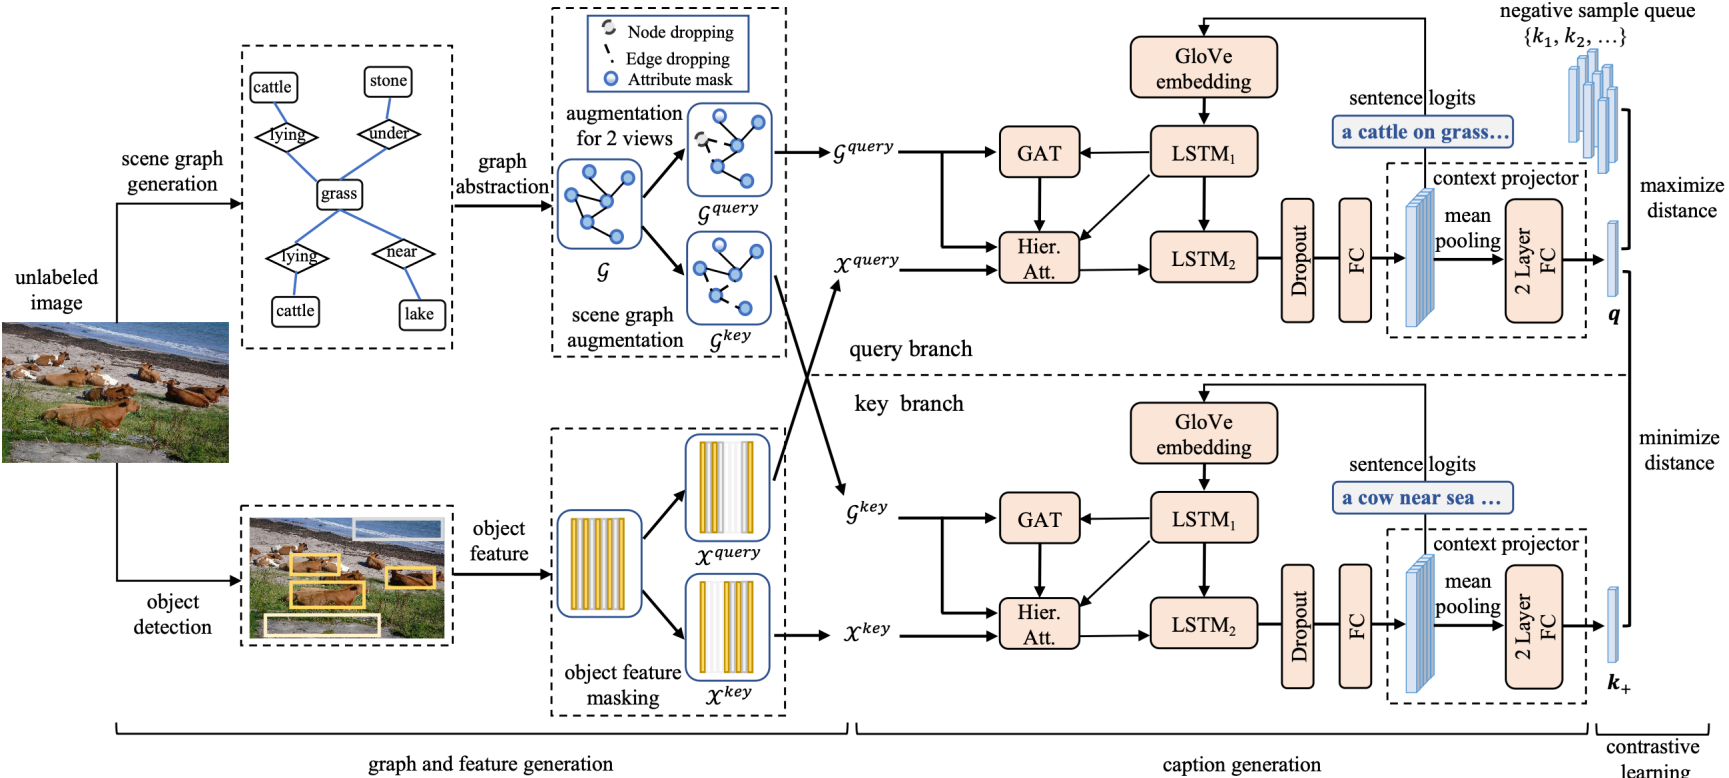 unlabeled
image
scene graph
generation
cattle
stone
lying
under
grass
lying
near
cattle
lake
graph
abstraction
Node dropping
Edge dropping
Attribute mask
augmentation
for 2 views
𝒢
𝒢^query
𝒢^key
scene graph
augmentation
object
detection
object
feature
𝒳^query
𝒳^key
object feature
masking
𝒢^query
𝒳^query
query branch
GloVe
embedding
GAT
LSTM₁
Hier.
Att.
LSTM₂
Dropout
FC
sentence logits
a cattle on grass…
context projector
mean
pooling
2 Layer
FC
negative sample queue
{k₁, k₂, …}
maximize
distance
q
key branch
𝒢^key
𝒳^key
GloVe
embedding
GAT
LSTM₁
Hier.
Att.
LSTM₂
Dropout
FC
sentence logits
a cow near sea …
context projector
mean
pooling
2 Layer
FC
minimize
distance
k₊
graph and feature generation
caption generation
contrastive
learning